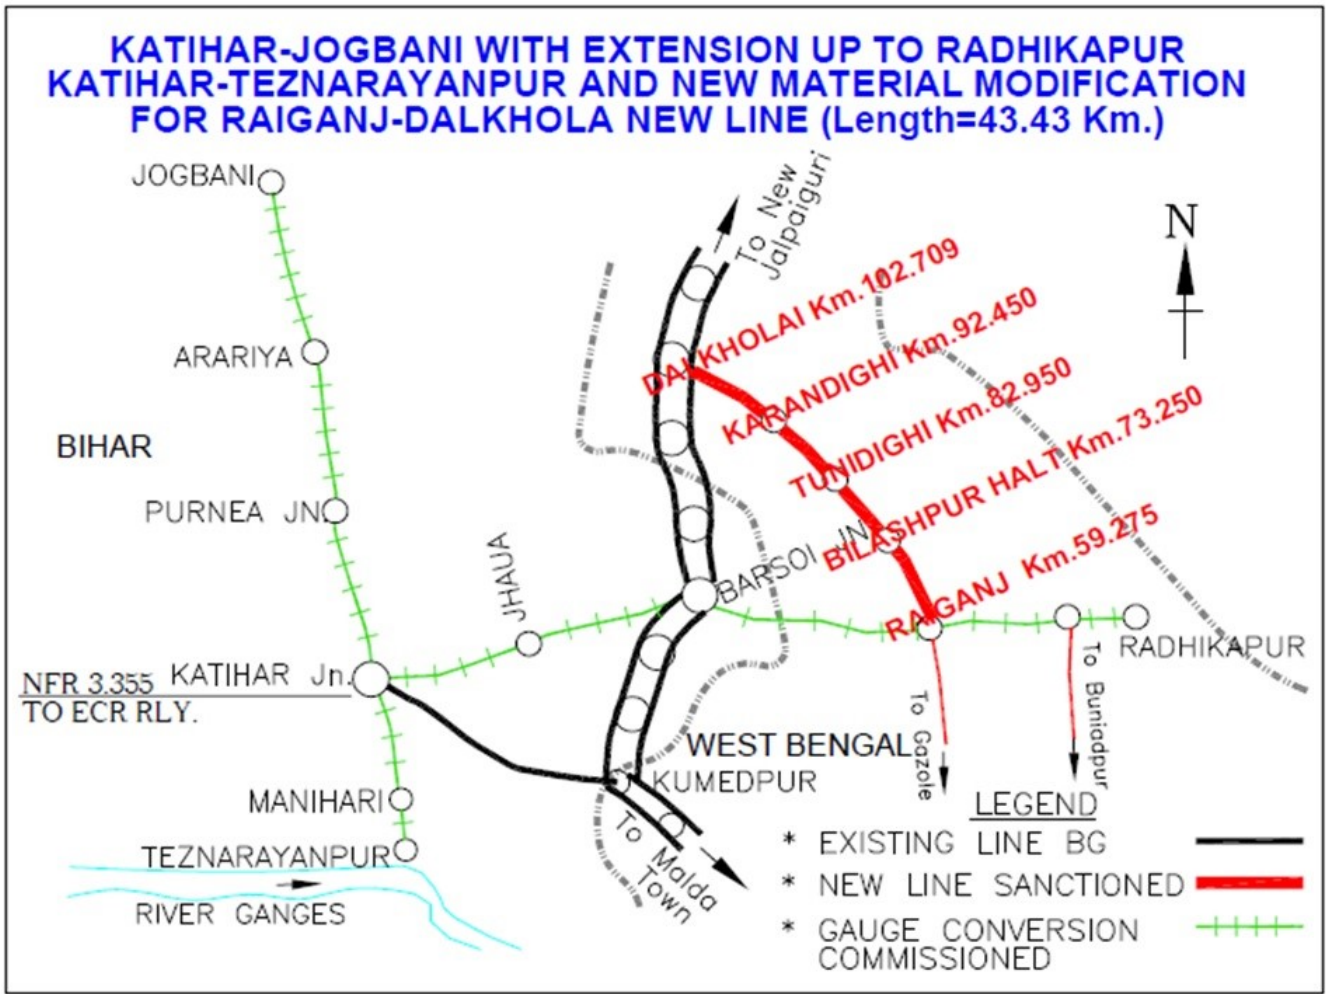 KATIHAR-JOGBANI WITH EXTENSION UP TO RADHIKAPUR
KATIHAR-TEZNARAYANPUR AND NEW MATERIAL MODIFICATION
FOR RAIGANJ-DALKHOLA NEW LINE (Length=43.43 Km.)
JOGBANI
To New
Jalpaiguri
N
DALKHOLAI Km.102.709
ARARIYA
KARANDIGHI Km.92.450
BIHAR
TUNIDIGHI Km.82.950
PURNEA JN.
BILASHPUR HALT Km.73.250
JHAUA
BARSOI JN
RAIGANJ Km.59.275
RADHIKAPUR
KATIHAR Jn.
NFR 3.355
TO ECR RLY.
To Gazole
To Buniadpur
WEST BENGAL
KUMEDPUR
MANIHARI
To Malda
Town
TEZNARAYANPUR
RIVER GANGES
LEGEND
* EXISTING LINE BG
* NEW LINE SANCTIONED
* GAUGE CONVERSION
COMMISSIONED